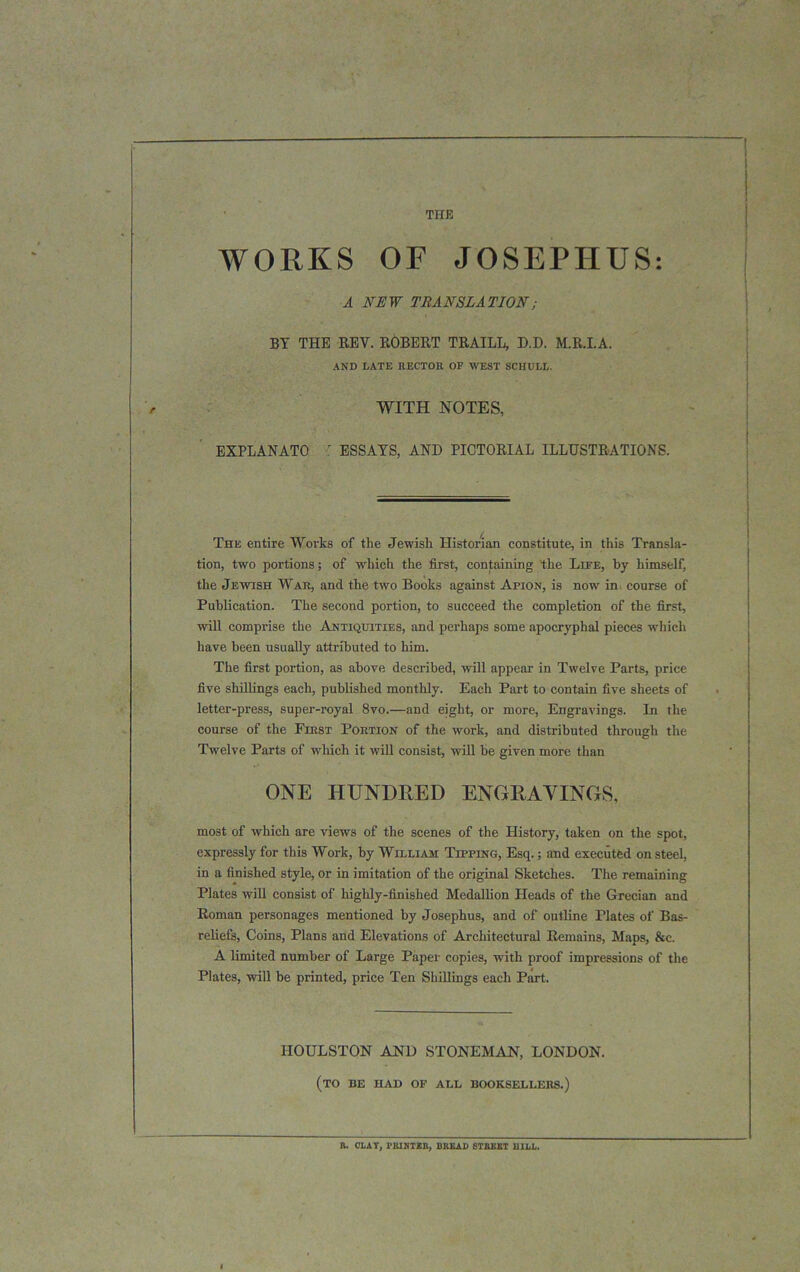 THE
WORKS OF JOSEPHUS:
A NEW TRANSLATION;
BY THE REV. ROBERT TRAILL, D.D. M.R.I.A.
AND LATE RECTOR OF WEST SCHULL.
WITH NOTES,
EXPLANATO ESSAYS, AND PICTORIAL ILLUSTRATIONS.
The entire Works of the Jewish Historian constitute, in this Transla-
tion, two portions; of which the first, containing the Life, by himself,
the Jewish War, and the two Books against Apion, is now in course of
Publication. The second portion, to succeed the completion of the first,
will comprise the Antiquities, and perhaps some apocryphal pieces which
have been usually attributed to him.
The first portion, as above described, will appear in Twelve Parts, price
five shillings each, published monthly. Each Part to contain five sheets of
letter-press, super-royal 8vo.—and eight, or more, Engravings. In the
course of the First Portion of the work, and distributed through the
Twelve Parts of which it will consist, will be given more than
ONE HUNDRED ENGRAVINGS,
most of which are views of the scenes of the History, taken on the spot,
expressly for this Work, by William Tipping, Esq.; and executed on steel,
in a finished style, or in imitation of the original Sketches. The remaining
Plates will consist of highly-finished Medallion Heads of the Grecian and
Roman personages mentioned by Josephus, and of outline Plates of Bas-
reliefs, Coins, Plans and Elevations of Architectural Remains, Maps, &c.
A limited number of Large Paper copies, with proof impressions of the
Plates, will be printed, price Ten Shillings each Part.
HOULSTON AND STONEMAN, LONDON.
(TO BE HAD OF ALL BOOKSELLERS.)
R. CLAY, PRINTER, BREAD STREET HILL.